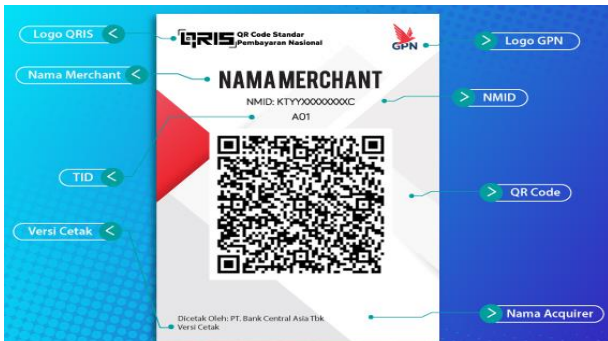 Logo QRIS
QRIS QR Code Standar
Pembayaran Nasional
GPN
Logo GPN
Nama Merchant
NAMA MERCHANT
NMID: KTYYXXXXXXXXC
NMID
A01
TID
QR Code
Versi Cetak
Dicetak Oleh: PT. Bank Central Asia Tbk.
Versi Cetak
Nama Acquirer